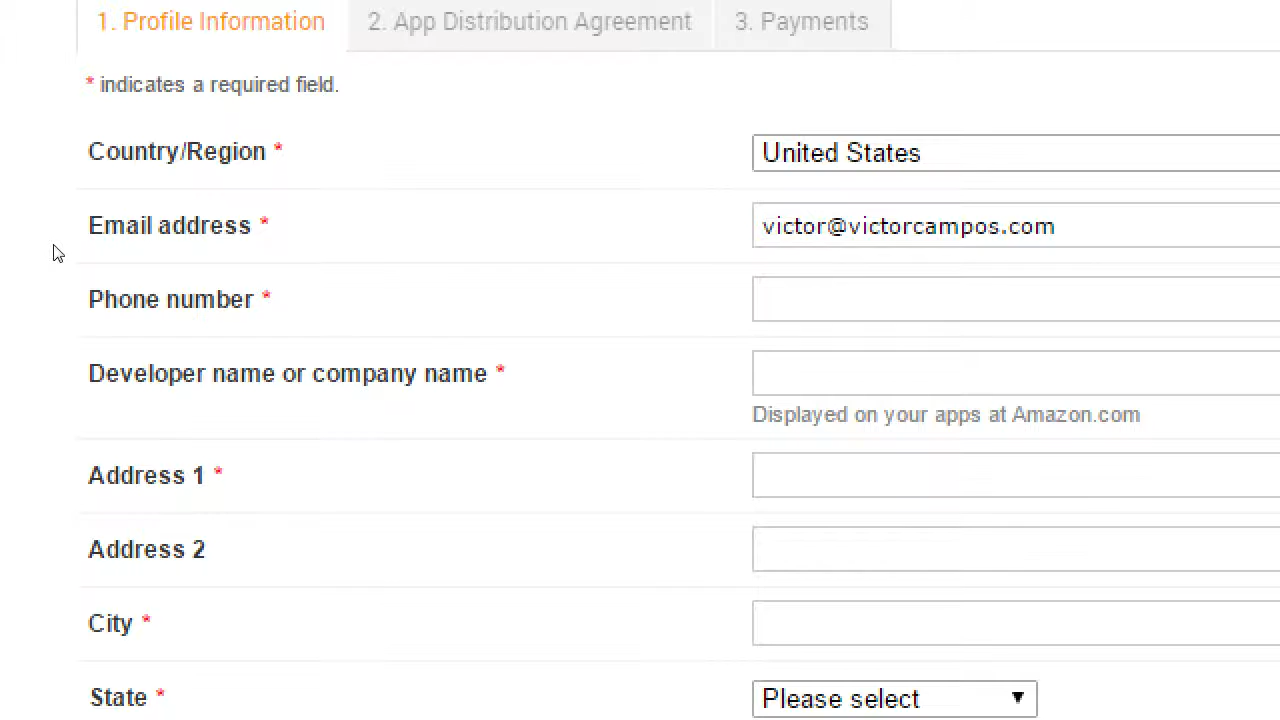 1. Profile Information 2. App Distribution Agreement 3. Payments
* indicates a required field.
Country/Region * United States
Email address * victor@victorcampos.com
Phone number *
Developer name or company name *
Displayed on your apps at Amazon.com
Address 1 *
Address 2
City *
State * Please select